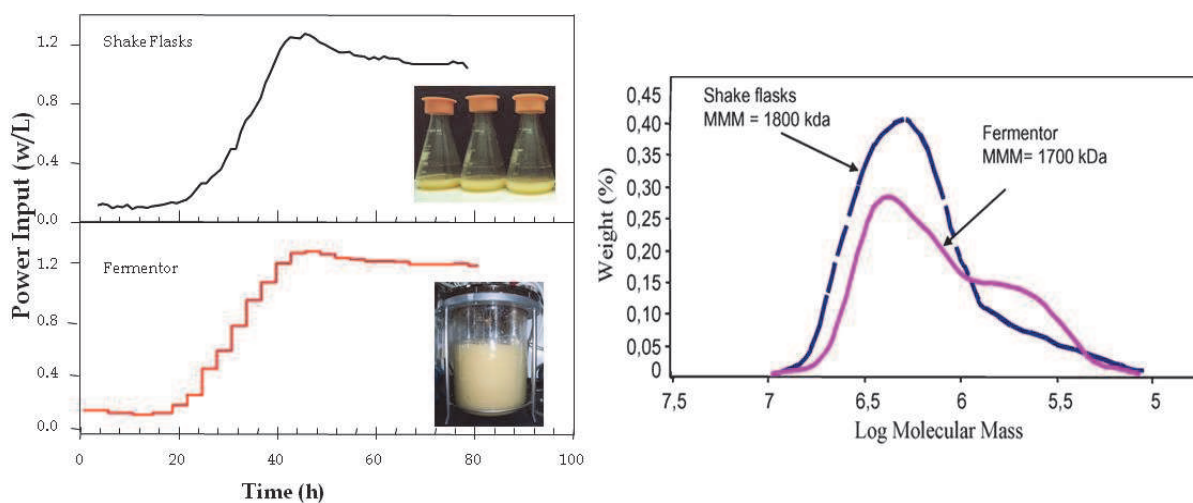 Power Input (w/L)
1.2
Shake Flasks
0.8
0.4
0.0
1.2
Fermentor
0.8
0.4
0.0
0 20 40 60 80 100
Time (h)
Weight (%)
0,45
0,40
0,35
0,30
0,25
0,20
0,15
0,10
0,05
0
Shake flasks
MMM = 1800 kda
Fermentor
MMM= 1700 kDa
7,5 7 6,5 6 5,5 5
Log Molecular Mass